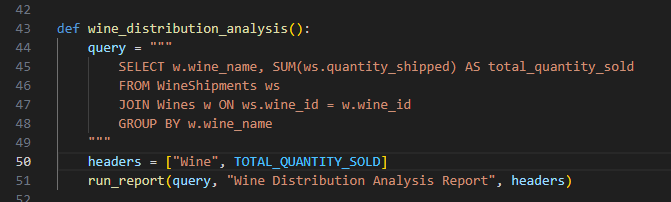 42
43 def wine_distribution_analysis():
44     query = """
45         SELECT w.wine_name, SUM(ws.quantity_shipped) AS total_quantity_sold
46         FROM WineShipments ws
47         JOIN Wines w ON ws.wine_id = w.wine_id
48         GROUP BY w.wine_name
49     """
50     headers = ["Wine", TOTAL_QUANTITY_SOLD]
51     run_report(query, "Wine Distribution Analysis Report", headers)
52